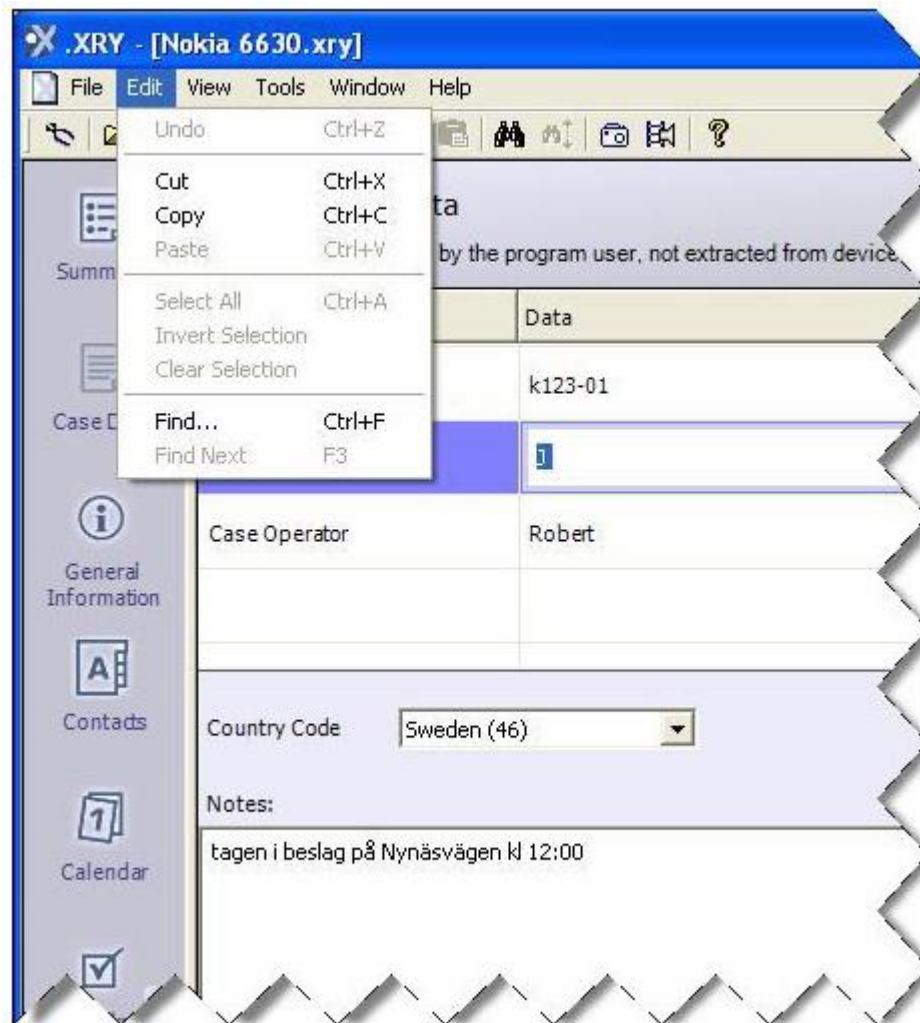 .XRY - [Nokia 6630.xry]
File Edit View Tools Window Help
Undo Ctrl+Z
Cut Ctrl+X
Copy Ctrl+C
Paste Ctrl+V
Select All Ctrl+A
Invert Selection
Clear Selection
Find... Ctrl+F
Find Next F3
ta
by the program user, not extracted from device
Data
k123-01
Case Operator Robert
Summ
Case D
General
Information
Contacts
Calendar
Country Code Sweden (46)
Notes:
tagen i beslag på Nynäsvägen kl 12:00